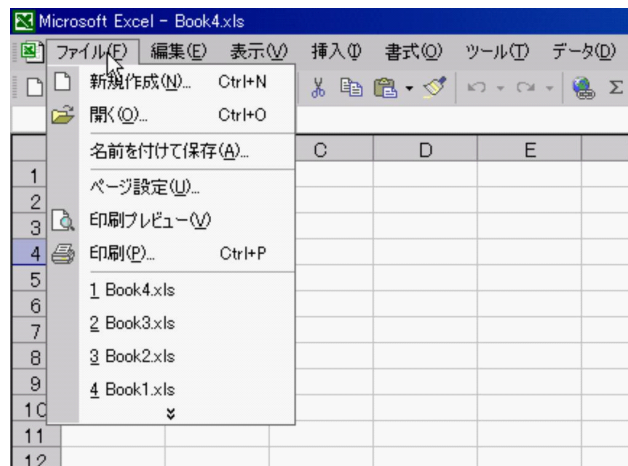 Microsoft Excel - Book4.xls
ファイル(F) 編集(E) 表示(V) 挿入(I) 書式(O) ツール(T) データ(D)
新規作成(N)... Ctrl+N
開く(O)... Ctrl+O
名前を付けて保存(A)...
ページ設定(U)...
印刷プレビュー(V)
印刷(P)... Ctrl+P
1 Book4.xls
2 Book3.xls
3 Book2.xls
4 Book1.xls
Σ
C D E
1
2
3
4
5
6
7
8
9
10
11
12